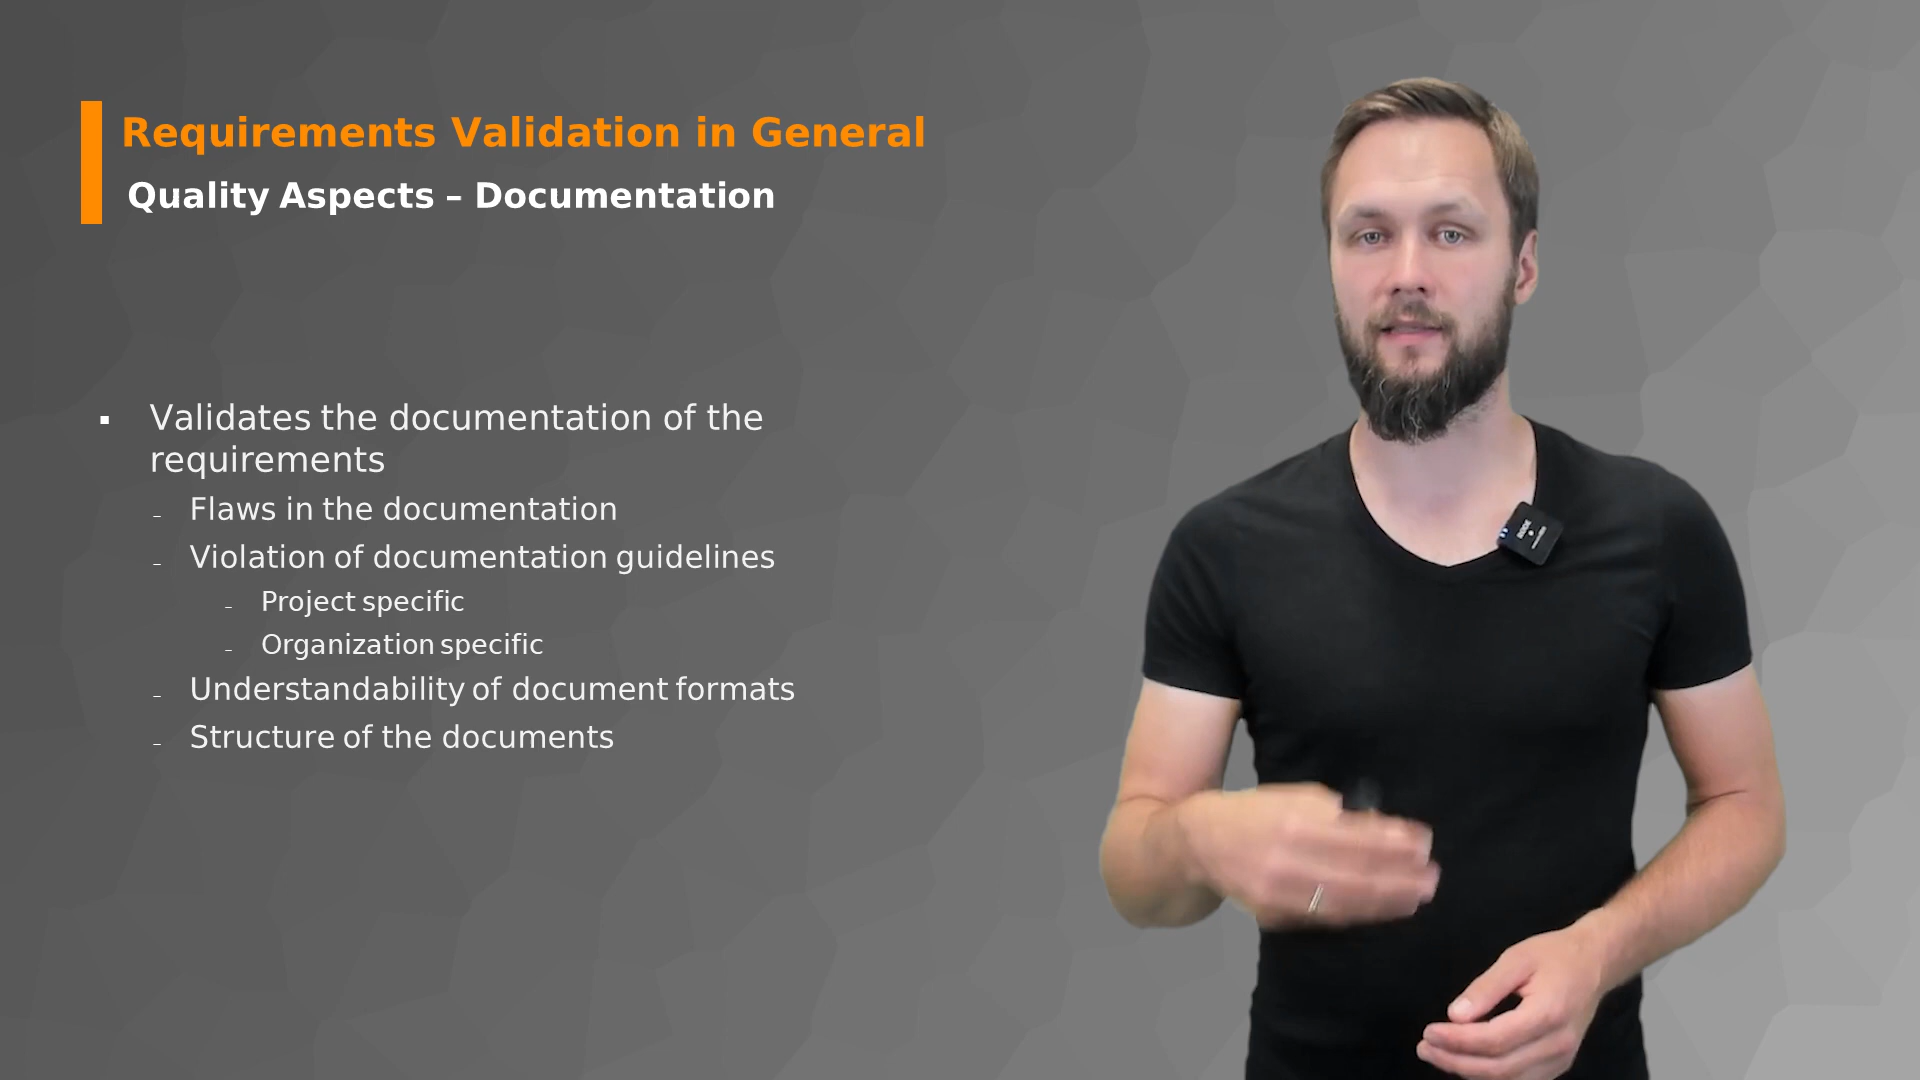 Requirements Validation in General
Quality Aspects – Documentation
▪ Validates the documentation of the
requirements
– Flaws in the documentation
– Violation of documentation guidelines
– Project specific
– Organization specific
– Understandability of document formats
– Structure of the documents